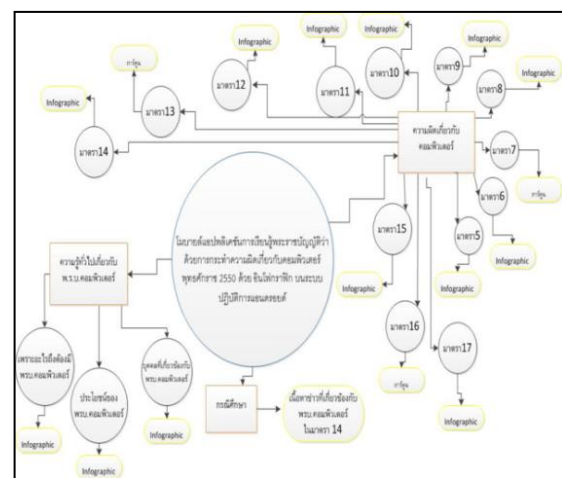 Infographic
Infographic
Infographic
Infographic
Infographic
Infographic
การ์ตูน
มาตรา9
มาตรา10
มาตรา8
มาตรา12
มาตรา11
มาตรา13
มาตรา14
ความผิดเกี่ยวกับ
คอมพิวเตอร์
มาตรา7
การ์ตูน
มาตรา6
Infographic
มาตรา5
Infographic
มาตรา15
Infographic
มาตรา16
การ์ตูน
มาตรา17
Infographic
โมบายล์แอปพลิเคชันการเรียนรู้พระราชบัญญัติว่า
ด้วยการกระทำความผิดเกี่ยวกับคอมพิวเตอร์
พุทธศักราช 2550 ด้วย อินโฟกราฟิก บนระบบ
ปฏิบัติการแอนดรอยด์
ความรู้ทั่วไปเกี่ยวกับ
พ.ร.บ.คอมพิวเตอร์
เพราะอะไรถึงต้องมี
พรบ.คอมพิวเตอร์
Infographic
ประโยชน์ของ
พรบ.คอมพิวเตอร์
Infographic
บุคคลที่เกี่ยวข้องกับ
พรบ.คอมพิวเตอร์
Infographic
กรณีศึกษา
เนื้อหาข่าวที่เกี่ยวข้องกับ
พรบ.คอมพิวเตอร์
ในมาตรา 14